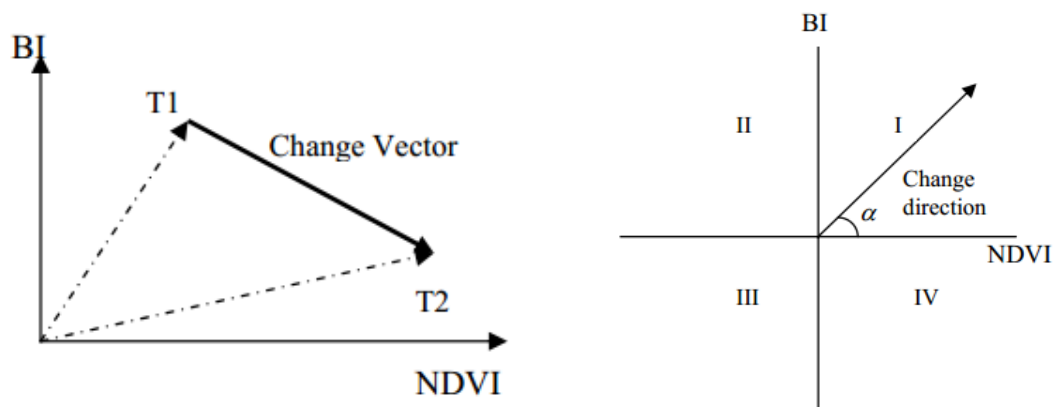 BI
T1
Change Vector
T2
NDVI
BI
II
I
Change
direction
α
NDVI
III
IV